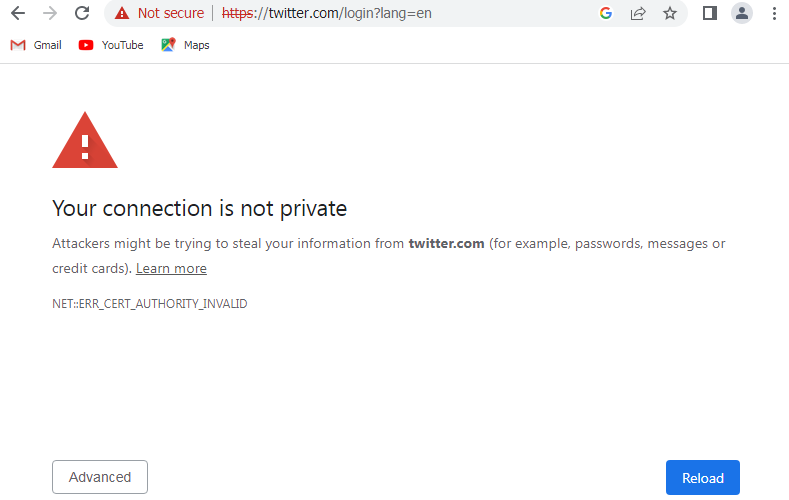 Not secure | https://twitter.com/login?lang=en
Gmail YouTube Maps
Your connection is not private
Attackers might be trying to steal your information from twitter.com (for example, passwords, messages or
credit cards). Learn more
NET::ERR_CERT_AUTHORITY_INVALID
Advanced Reload